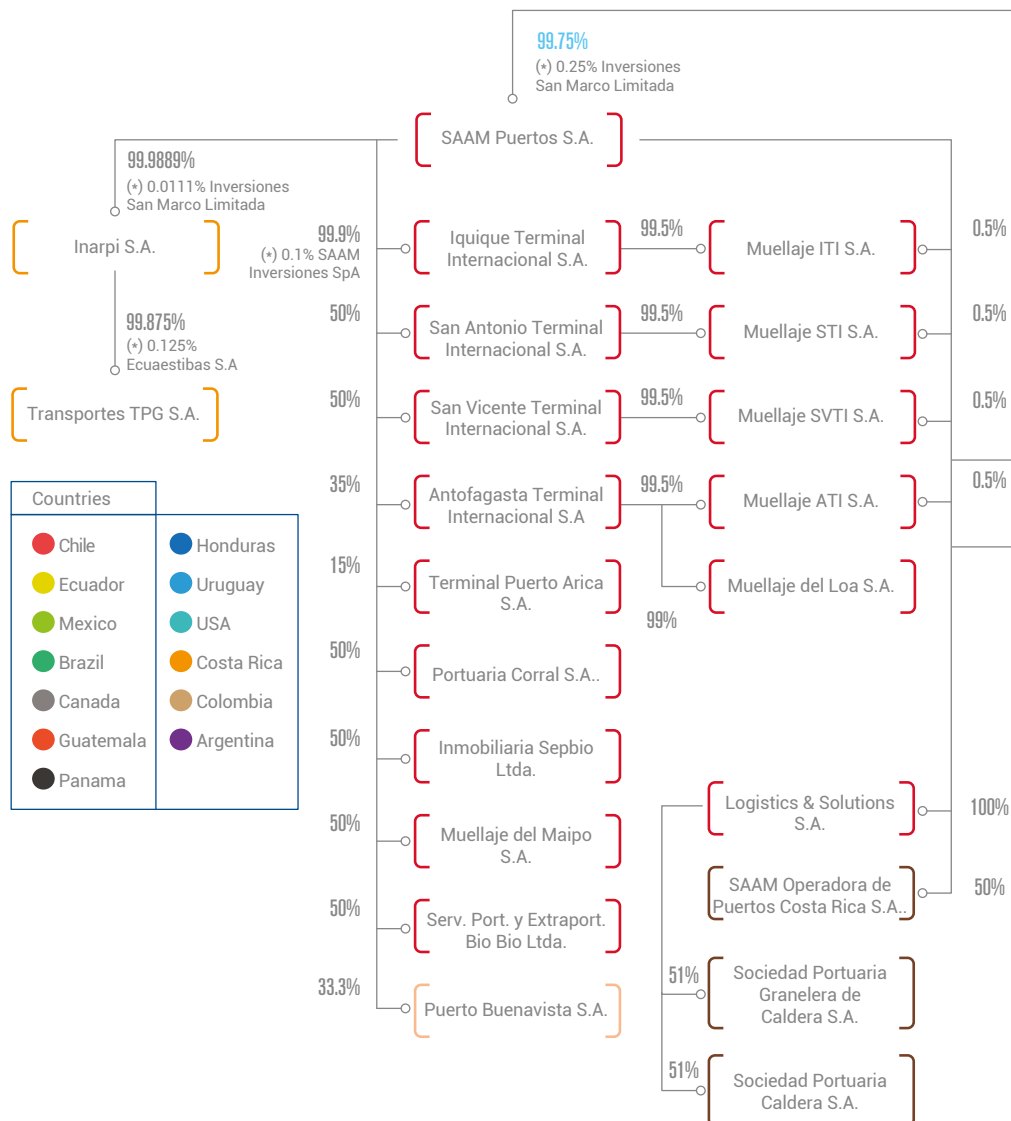 99.75%
(*) 0.25% Inversiones
San Marco Limitada
SAAM Puertos S.A.
99.9889%
(*) 0.0111% Inversiones
San Marco Limitada
Inarpi S.A.
99.875%
(*) 0.125%
Ecuaestibas S.A
Transportes TPG S.A.
99.9%
(*) 0.1% SAAM
Inversiones SpA
Iquique Terminal
Internacional S.A.
99.5%
Muellaje ITI S.A.
0.5%
50%
San Antonio Terminal
Internacional S.A.
99.5%
Muellaje STI S.A.
0.5%
50%
San Vicente Terminal
Internacional S.A.
99.5%
Muellaje SVTI S.A.
0.5%
35%
Antofagasta Terminal
Internacional S.A
99.5%
Muellaje ATI S.A.
0.5%
15%
Terminal Puerto Arica
S.A.
99%
Muellaje del Loa S.A.
50%
Portuaria Corral S.A..
50%
Inmobiliaria Sepbio
Ltda.
50%
Muellaje del Maipo
S.A.
50%
Serv. Port. y Extraport.
Bio Bio Ltda.
33.3%
Puerto Buenavista S.A.
Logistics & Solutions
S.A.
100%
SAAM Operadora de
Puertos Costa Rica S.A..
50%
51%
Sociedad Portuaria
Granelera de
Caldera S.A.
51%
Sociedad Portuaria
Caldera S.A.
Countries
Chile
Ecuador
Mexico
Brazil
Canada
Guatemala
Panama
Honduras
Uruguay
USA
Costa Rica
Colombia
Argentina